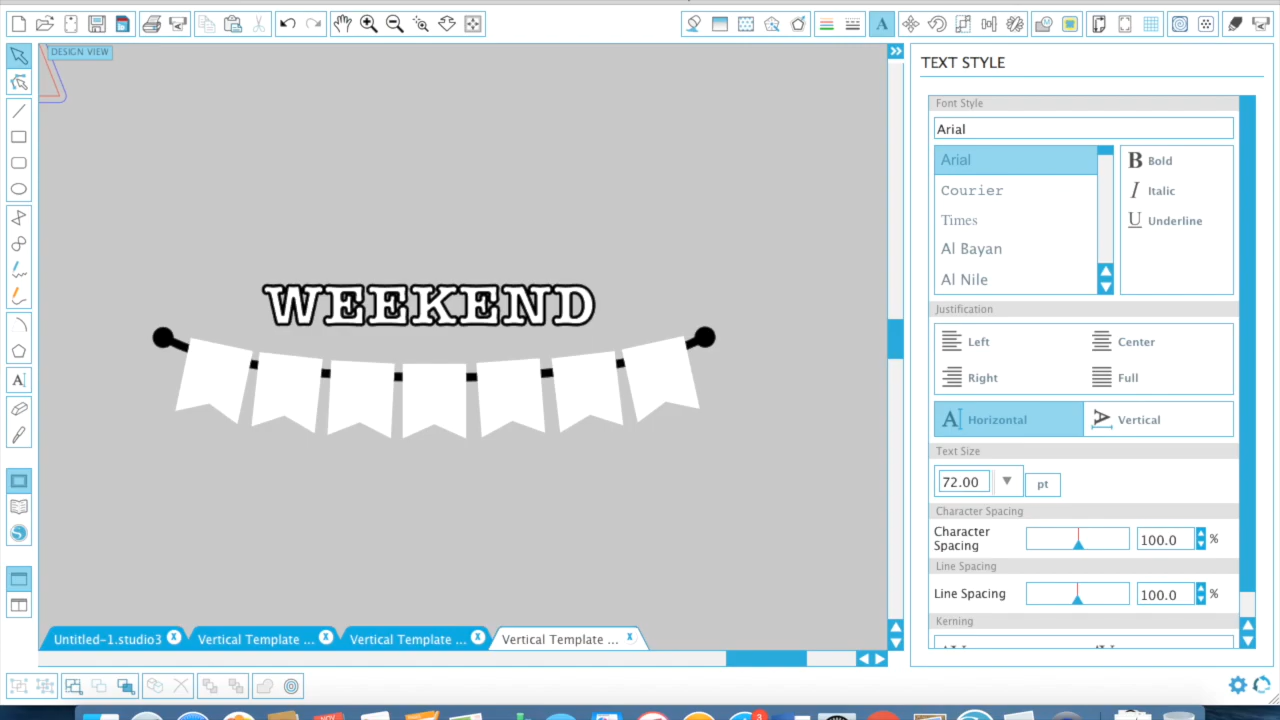 DESIGN VIEW
WEEKEND
Untitled-1.studio3
Vertical Template ...
Vertical Template ...
Vertical Template ...
TEXT STYLE
Font Style
Arial
Arial
Courier
Times
Al Bayan
Al Nile
B Bold
I Italic
U Underline
Justification
Left
Center
Right
Full
Horizontal
Vertical
Text Size
72.00
pt
Character Spacing
Character
Spacing
100.0
%
Line Spacing
Line Spacing
100.0
%
Kerning
NOV
3